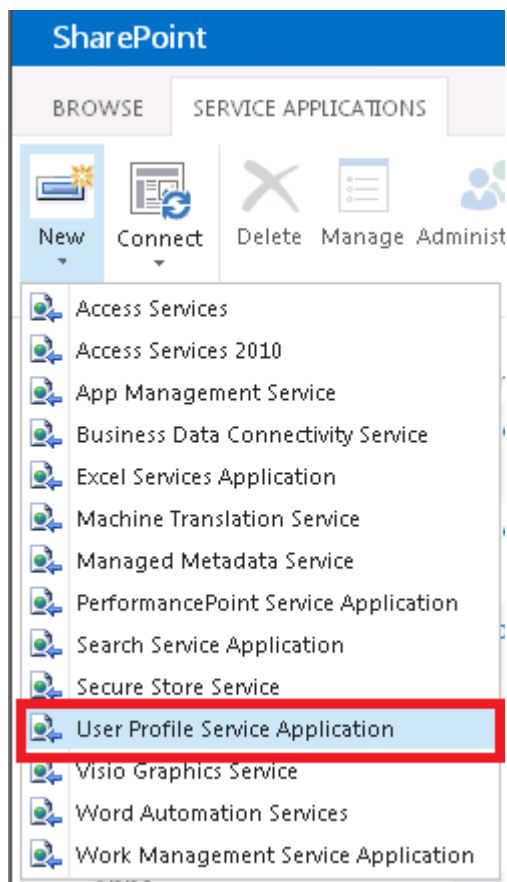 SharePoint
BROWSE SERVICE APPLICATIONS
New Connect Delete Manage Administ
Access Services
Access Services 2010
App Management Service
Business Data Connectivity Service
Excel Services Application
Machine Translation Service
Managed Metadata Service
PerformancePoint Service Application
Search Service Application
Secure Store Service
User Profile Service Application
Visio Graphics Service
Word Automation Services
Work Management Service Application